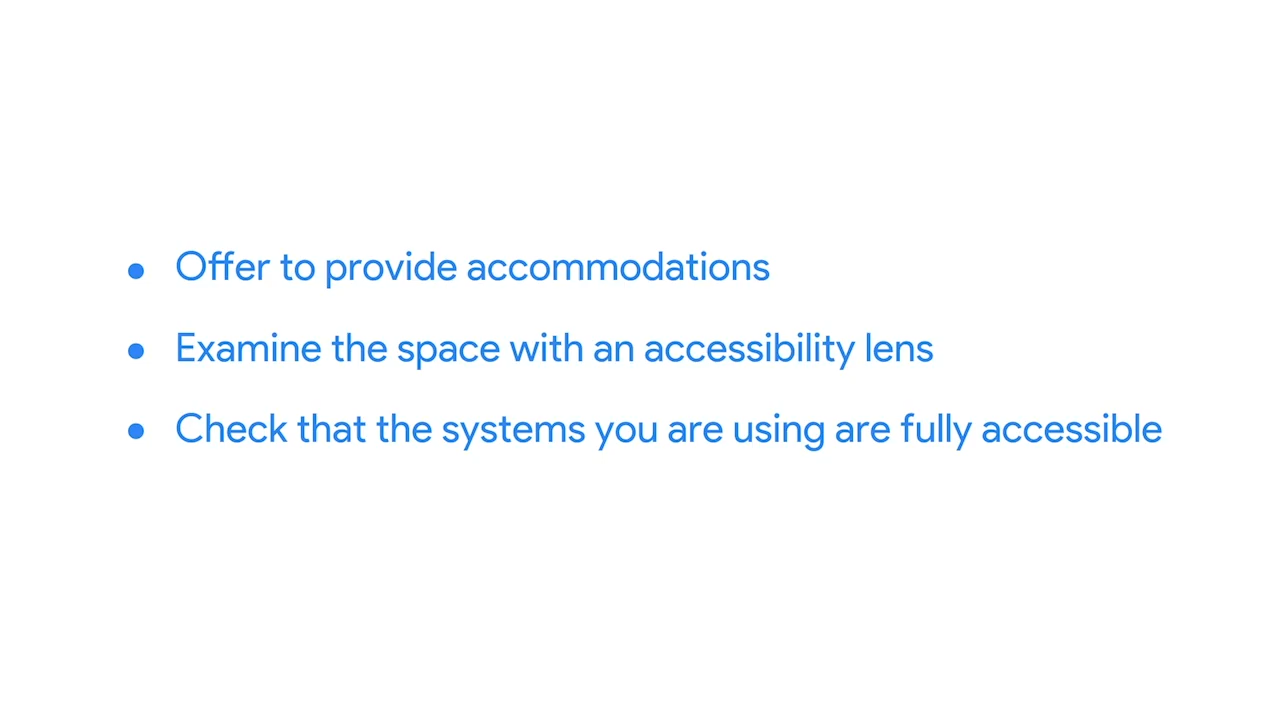 • Offer to provide accommodations
• Examine the space with an accessibility lens
• Check that the systems you are using are fully accessible